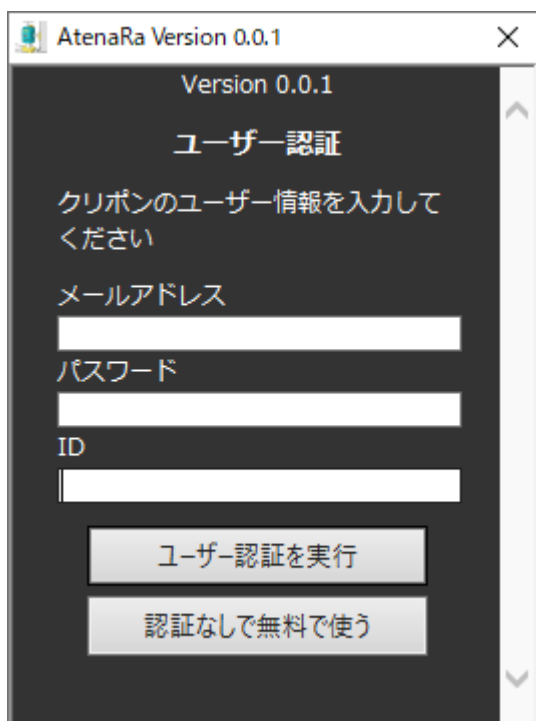 AtenaRa Version 0.0.1
Version 0.0.1
ユーザー認証
クリポンのユーザー情報を入力して
ください
メールアドレス
パスワード
ID
ユーザー認証を実行
認証なしで無料で使う